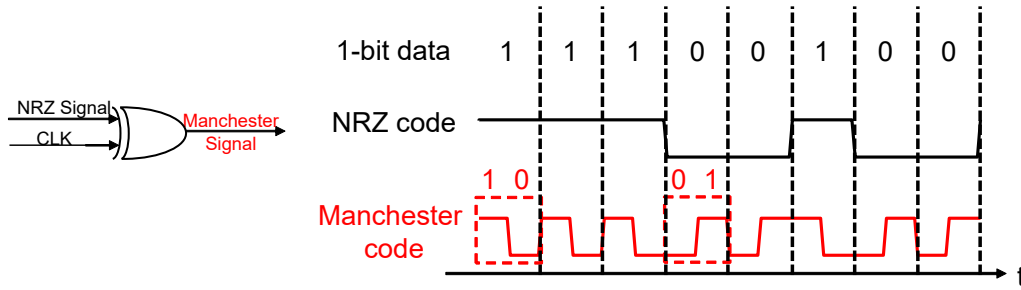 1-bit data 1 1 1 0 0 1 0 0
NRZ Signal
CLK
Manchester
Signal
NRZ code
1 0 0 1
Manchester
code
t